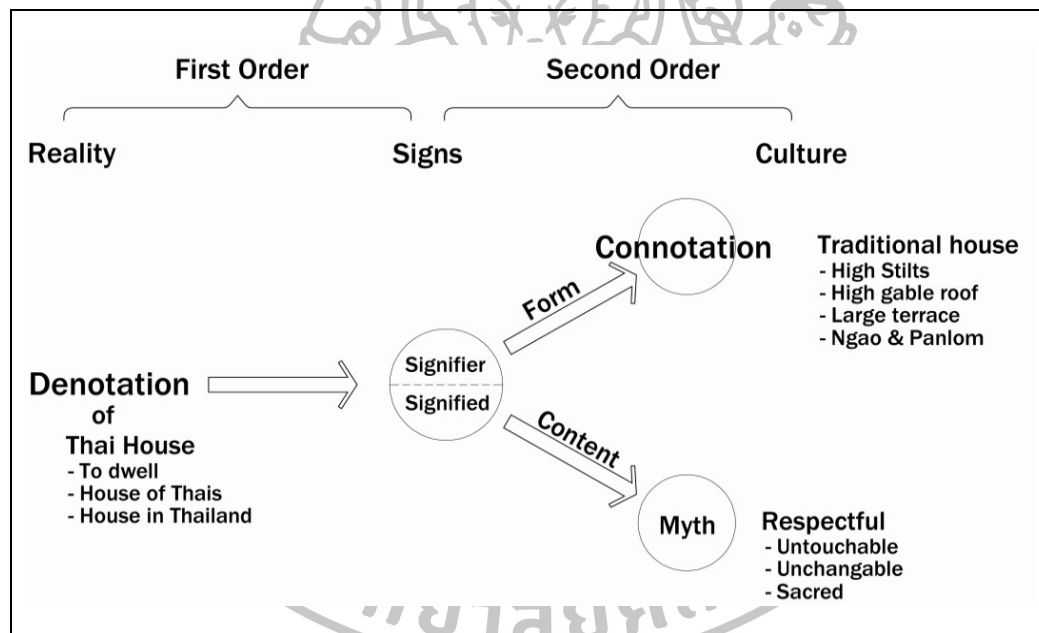 First Order
Second Order
Reality
Signs
Culture
Connotation
Traditional house
- High Stilts
- High gable roof
- Large terrace
- Ngao & Panlom
Form
Signifier
Signified
Denotation
of
Thai House
- To dwell
- House of Thais
- House in Thailand
Content
Myth
Respectful
- Untouchable
- Unchangable
- Sacred